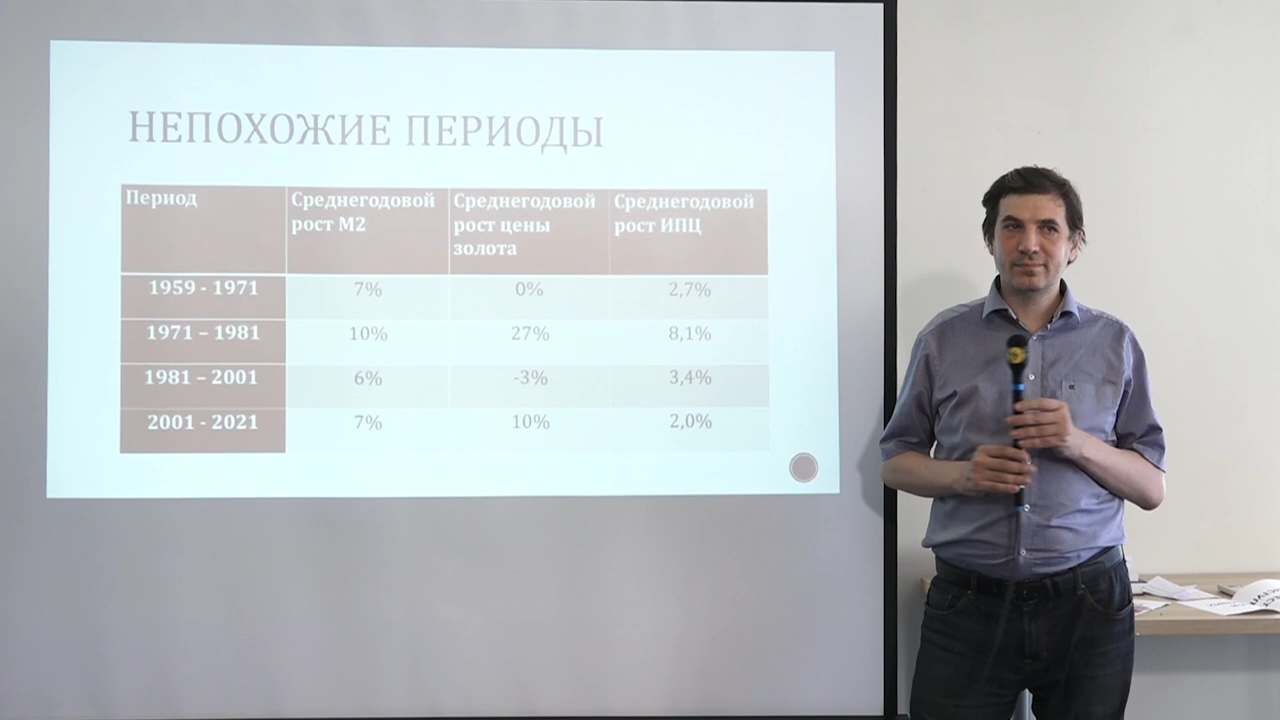 НЕПОХОЖИЕ ПЕРИОДЫ
Период Среднегодовой рост М2 Среднегодовой рост цены золота Среднегодовой рост ИПЦ
1959 - 1971 7% 0% 2,7%
1971 – 1981 10% 27% 8,1%
1981 – 2001 6% -3% 3,4%
2001 - 2021 7% 10% 2,0%